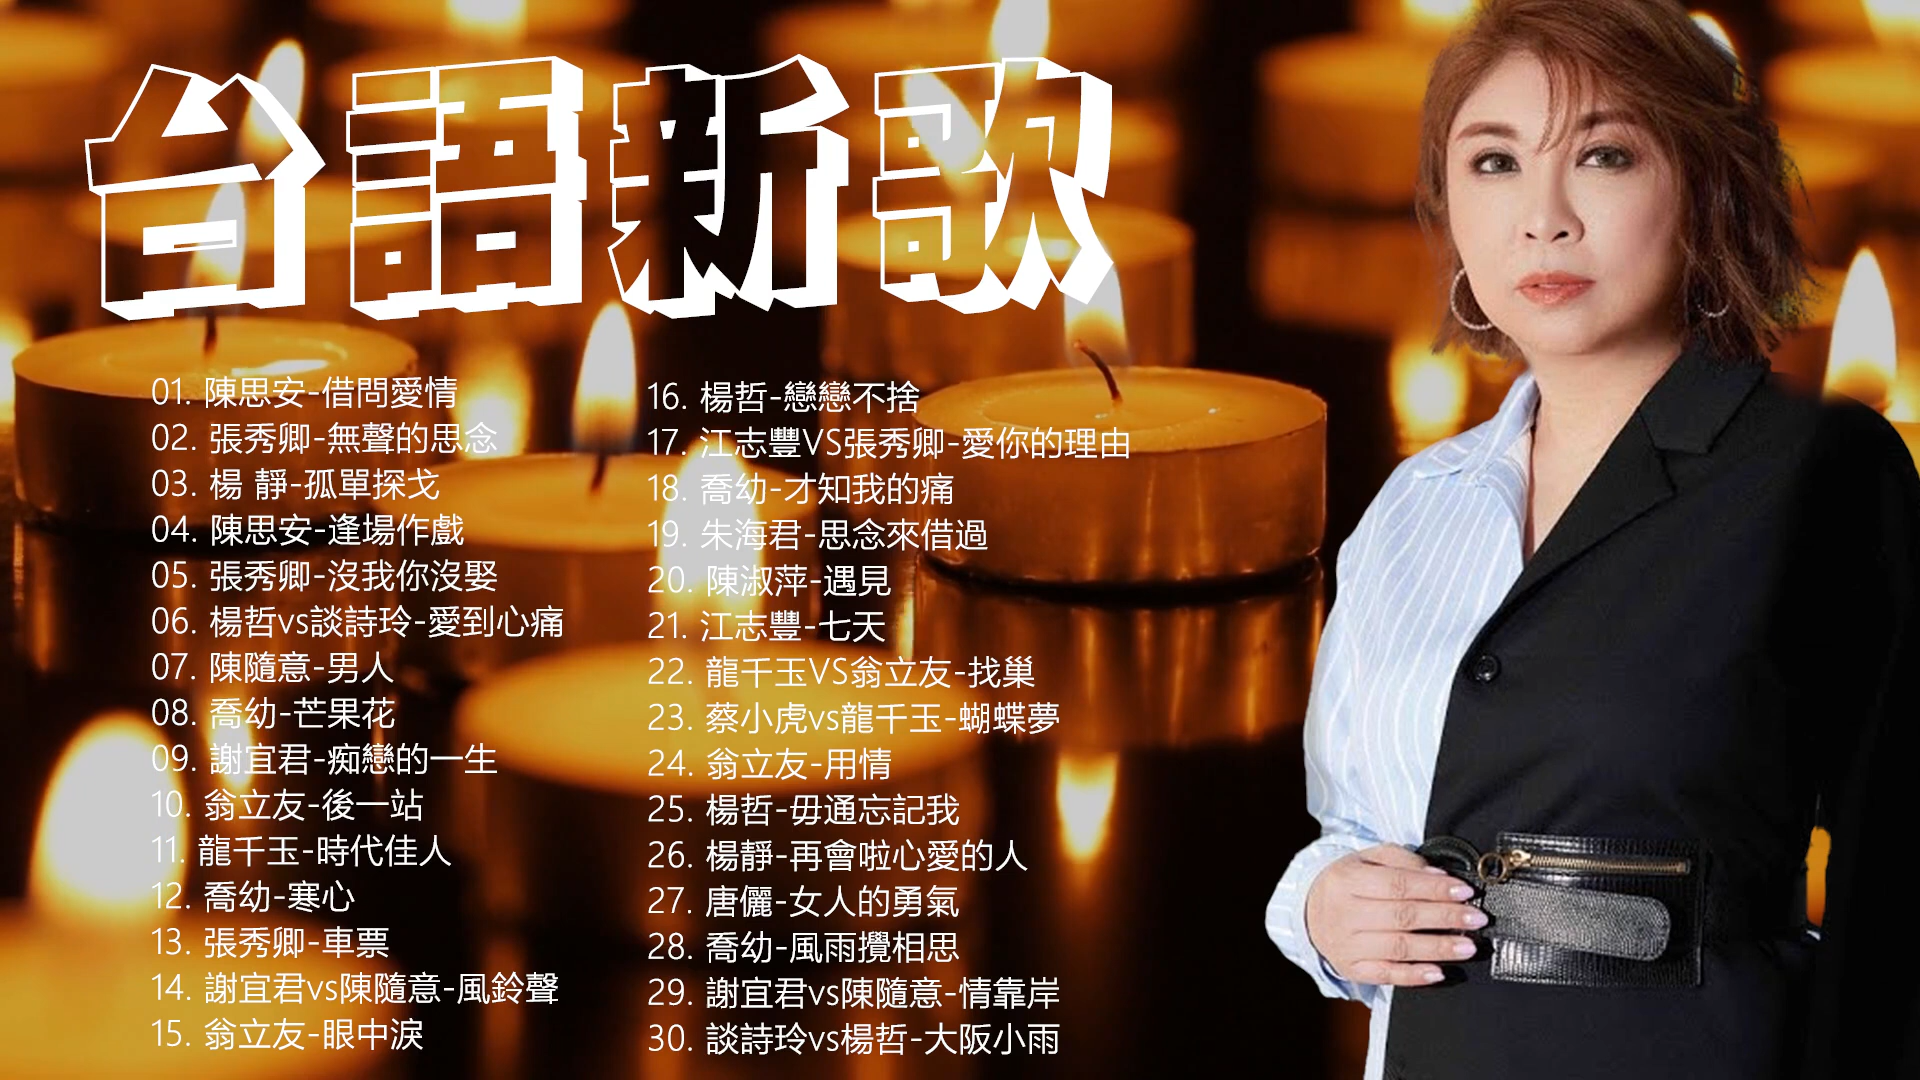 台語新歌
01. 陳思安-借問愛情
02. 張秀卿-無聲的思念
03. 楊 靜-孤單探戈
04. 陳思安-逢場作戲
05. 張秀卿-沒我你沒娶
06. 楊哲vs談詩玲-愛到心痛
07. 陳隨意-男人
08. 喬幼-芒果花
09. 謝宜君-痴戀的一生
10. 翁立友-後一站
11. 龍千玉-時代佳人
12. 喬幼-寒心
13. 張秀卿-車票
14. 謝宜君vs陳隨意-風鈴聲
15. 翁立友-眼中淚
16. 楊哲-戀戀不捨
17. 江志豐VS張秀卿-愛你的理由
18. 喬幼-才知我的痛
19. 朱海君-思念來借過
20. 陳淑萍-遇見
21. 江志豐-七天
22. 龍千玉VS翁立友-找巢
23. 蔡小虎vs龍千玉-蝴蝶夢
24. 翁立友-用情
25. 楊哲-毋通忘記我
26. 楊靜-再會啦心愛的人
27. 唐儷-女人的勇氣
28. 喬幼-風雨攪相思
29. 謝宜君vs陳隨意-情靠岸
30. 談詩玲vs楊哲-大阪小雨